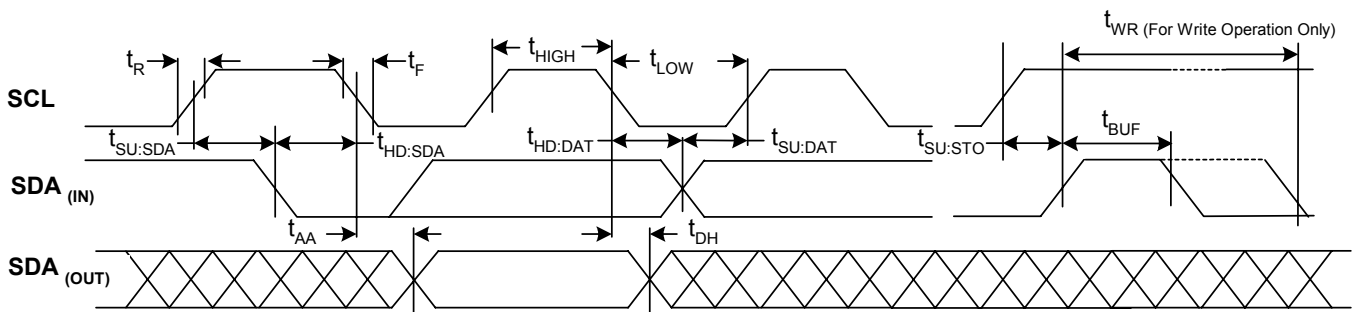 tWR (For Write Operation Only)
tR
tF
tHIGH
tLOW
SCL
tSU:SDA
tHD:SDA
tHD:DAT
tSU:DAT
tSU:STO
tBUF
SDA (IN)
tAA
tDH
SDA (OUT)